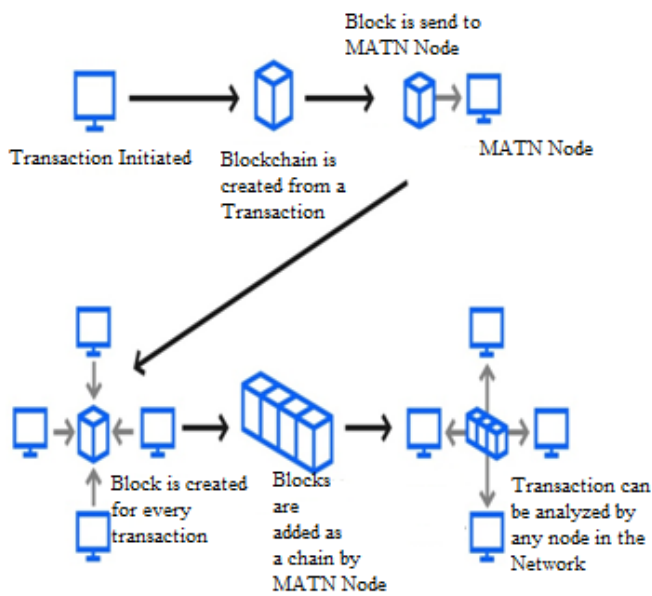 Block is send to
MATN Node
Transaction Initiated
Blockchain is
created from a
Transaction
MATN Node
Block is created
for every
transaction
Blocks
are
added as
a chain by
MATN Node
Transaction can
be analyzed by
any node in the
Network